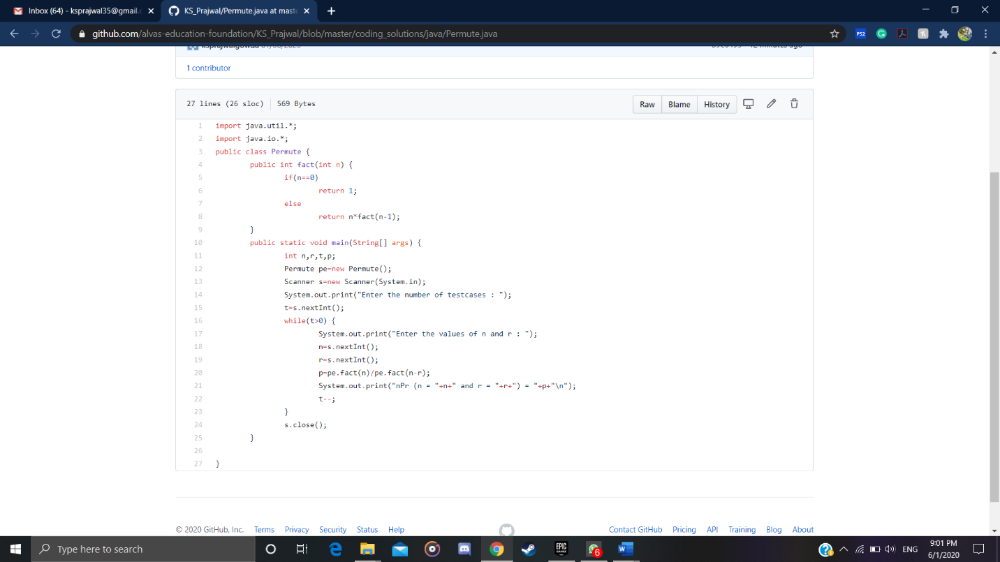 Inbox (64) - ksprajwal35@gmail.c
KS_Prajwal/Permute.java at maste
github.com/alvas-education-foundation/KS_Prajwal/blob/master/coding_solutions/java/Permute.java
1 contributor
27 lines (26 sloc) 569 Bytes
Raw Blame History
1 import java.util.*;
2 import java.io.*;
3 public class Permute {
4 public int fact(int n) {
5 if(n==0)
6 return 1;
7 else
8 return n*fact(n-1);
9 }
10 public static void main(String[] args) {
11 int n,r,t,p;
12 Permute pe=new Permute();
13 Scanner s=new Scanner(System.in);
14 System.out.print("Enter the number of testcases : ");
15 t=s.nextInt();
16 while(t>0) {
17 System.out.print("Enter the values of n and r : ");
18 n=s.nextInt();
19 r=s.nextInt();
20 p=pe.fact(n)/pe.fact(n-r);
21 System.out.print("nPr (n = "+n+" and r = "+r+") = "+p+"\n");
22 t--;
23 }
24 s.close();
25 }
26
27 }
© 2020 GitHub, Inc. Terms Privacy Security Status Help Contact GitHub Pricing API Training Blog About
Type here to search
EPIC GAMES
6
ENG
9:01 PM
6/1/2020